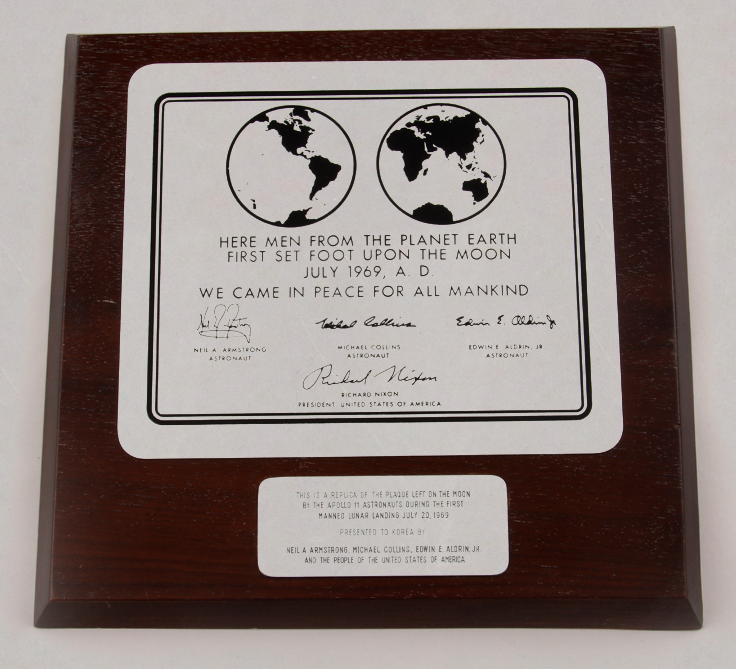 HERE MEN FROM THE PLANET EARTH
FIRST SET FOOT UPON THE MOON
JULY 1969, A. D.
WE CAME IN PEACE FOR ALL MANKIND
Neil A. Armstrong
Michael Collins
Edwin E. Aldrin Jr
NEIL A. ARMSTRONG
ASTRONAUT
MICHAEL COLLINS
ASTRONAUT
EDWIN E. ALDRIN, JR.
ASTRONAUT
Richard Nixon
RICHARD NIXON
PRESIDENT, UNITED STATES OF AMERICA
THIS IS A REPLICA OF THE PLAQUE LEFT ON THE MOON
BY THE APOLLO 11 ASTRONAUTS DURING THE FIRST
MANNED LUNAR LANDING JULY 20, 1969
PRESENTED TO KOREA BY
NEIL A ARMSTRONG, MICHAEL COLLINS, EDWIN E. ALDRIN, JR.
AND THE PEOPLE OF THE UNITED STATES OF AMERICA